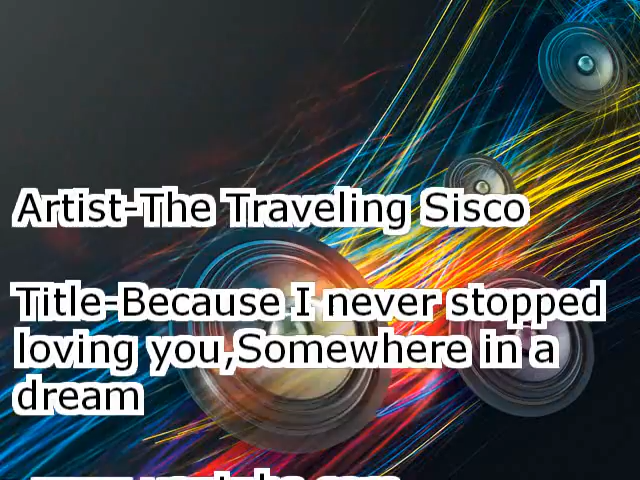 Artist-The Traveling Sisco
Title-Because I never stopped
loving you,Somewhere in a
dream